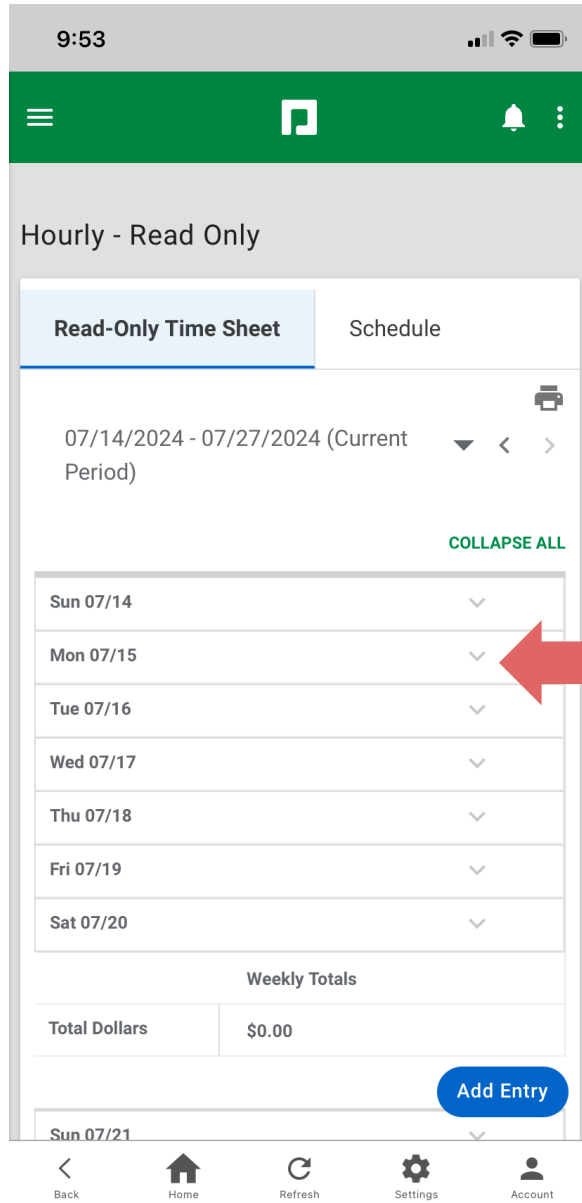 9:53
Hourly - Read Only
Read-Only Time Sheet
Schedule
07/14/2024 - 07/27/2024 (Current
Period)
COLLAPSE ALL
Sun 07/14
Mon 07/15
Tue 07/16
Wed 07/17
Thu 07/18
Fri 07/19
Sat 07/20
Weekly Totals
Total Dollars $0.00
Add Entry
Sun 07/21
Back Home Refresh Settings Account